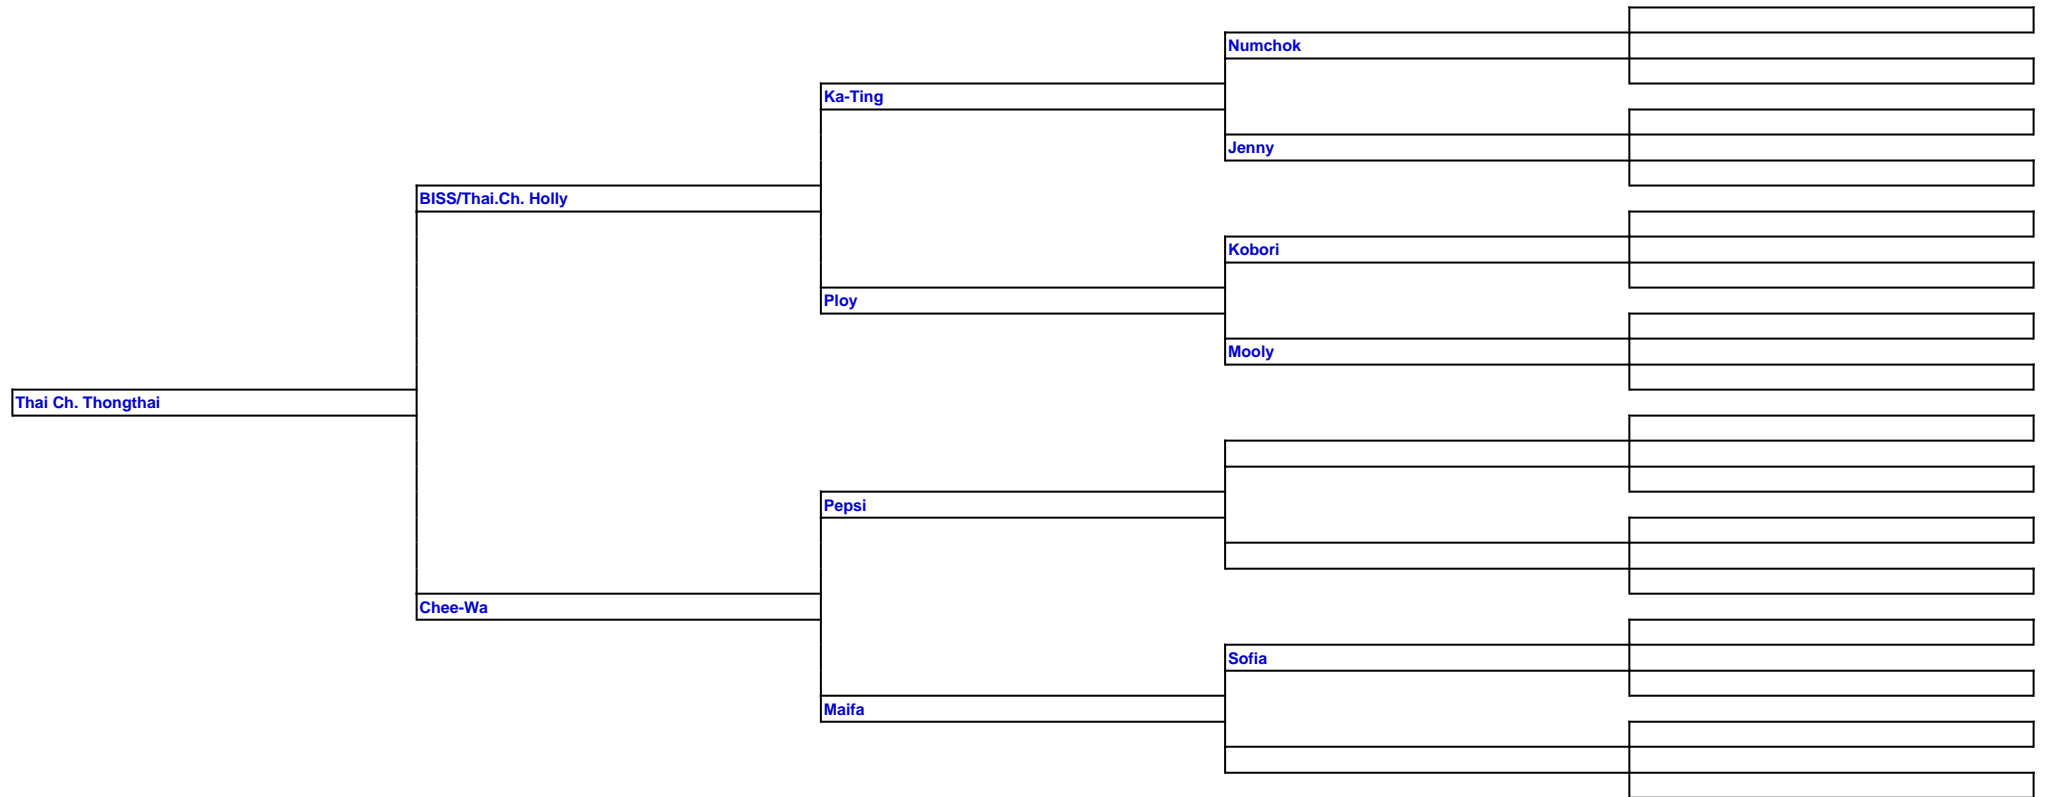 Numchok
Ka-Ting
Jenny
BISS/Thai.Ch. Holly
Kobori
Ploy
Mooly
Thai Ch. Thongthai
Pepsi
Chee-Wa
Sofia
Maifa